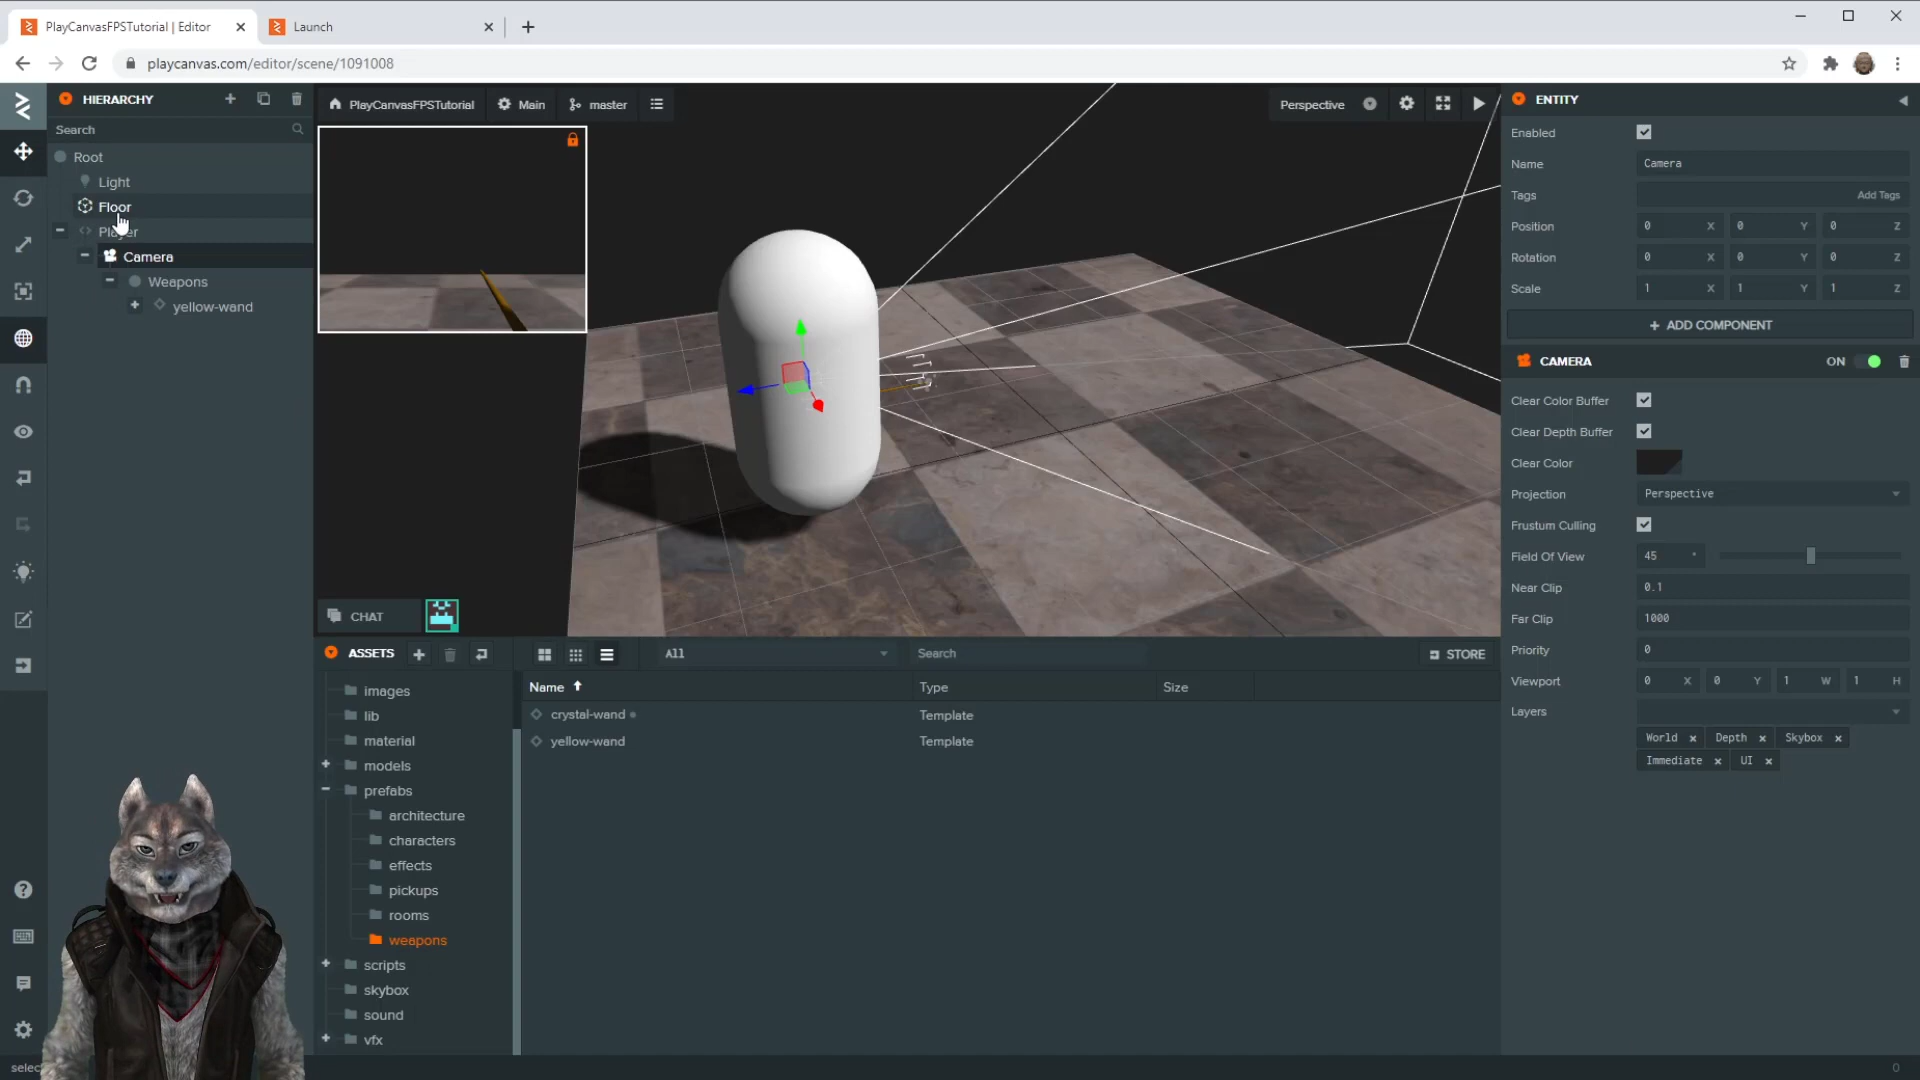 PlayCanvasFPSTutorial | Editor
Launch
playcanvas.com/editor/scene/1091008
HIERARCHY
Search
Root
Light
Floor
Player
Camera
Weapons
yellow-wand
PlayCanvasFPSTutorial
Main
master
Perspective
CHAT
ASSETS
All
Search
STORE
images
lib
material
models
prefabs
architecture
characters
effects
pickups
rooms
weapons
scripts
skybox
sound
vfx
Name
Type
Size
crystal-wand
Template
yellow-wand
Template
ENTITY
Enabled
Name Camera
Tags Add Tags
Position 0 X 0 Y 0 Z
Rotation 0 X 0 Y 0 Z
Scale 1 X 1 Y 1 Z
+ ADD COMPONENT
CAMERA ON
Clear Color Buffer
Clear Depth Buffer
Clear Color
Projection Perspective
Frustum Culling
Field Of View 45 °
Near Clip 0.1
Far Clip 1000
Priority 0
Viewport 0 X 0 Y 1 W 1 H
Layers
World × Depth × Skybox ×
Immediate × UI ×
0